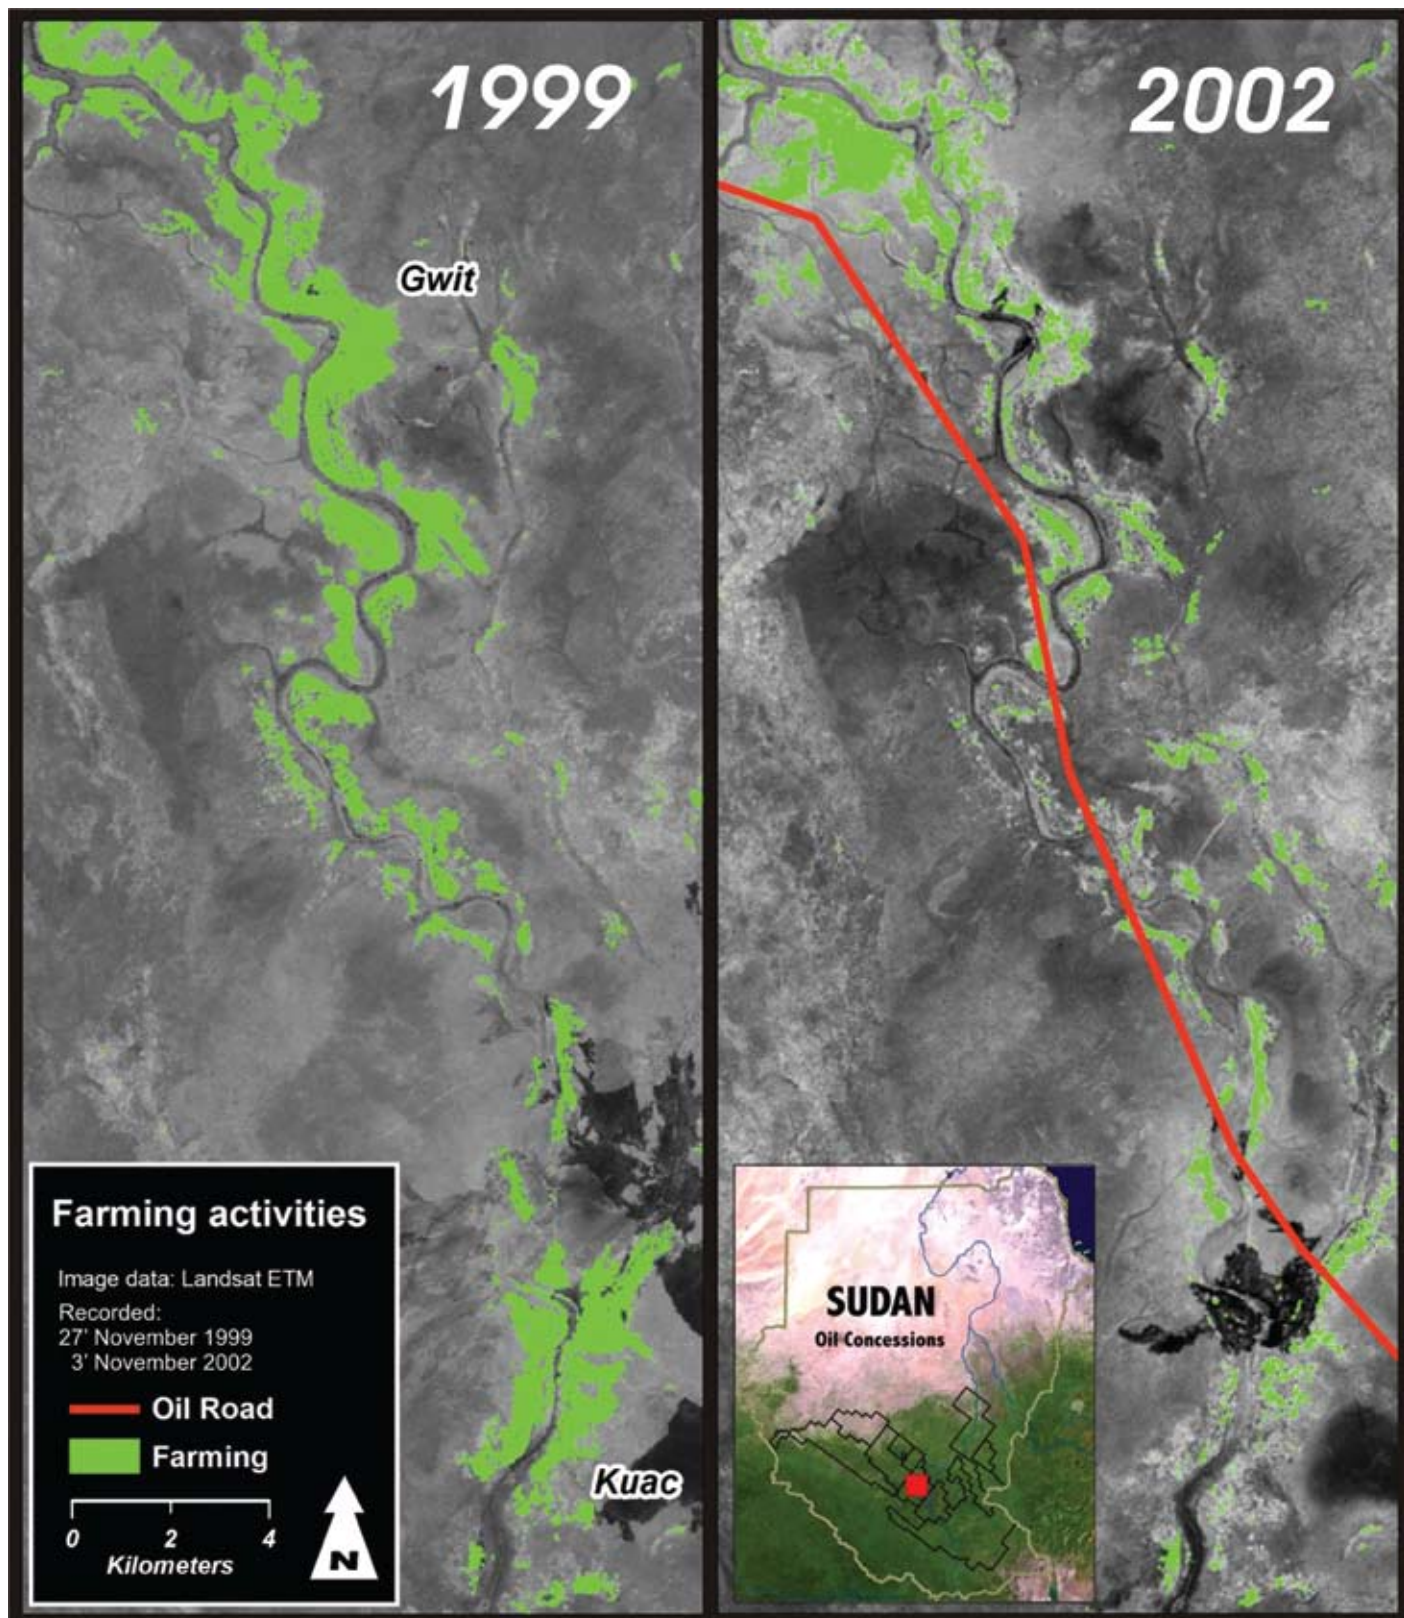 1999
2002
Gwit
Kuac
Farming activities
Image data: Landsat ETM
Recorded:
27' November 1999
3' November 2002
Oil Road
Farming
0 2 4
Kilometers
N
SUDAN
Oil Concessions